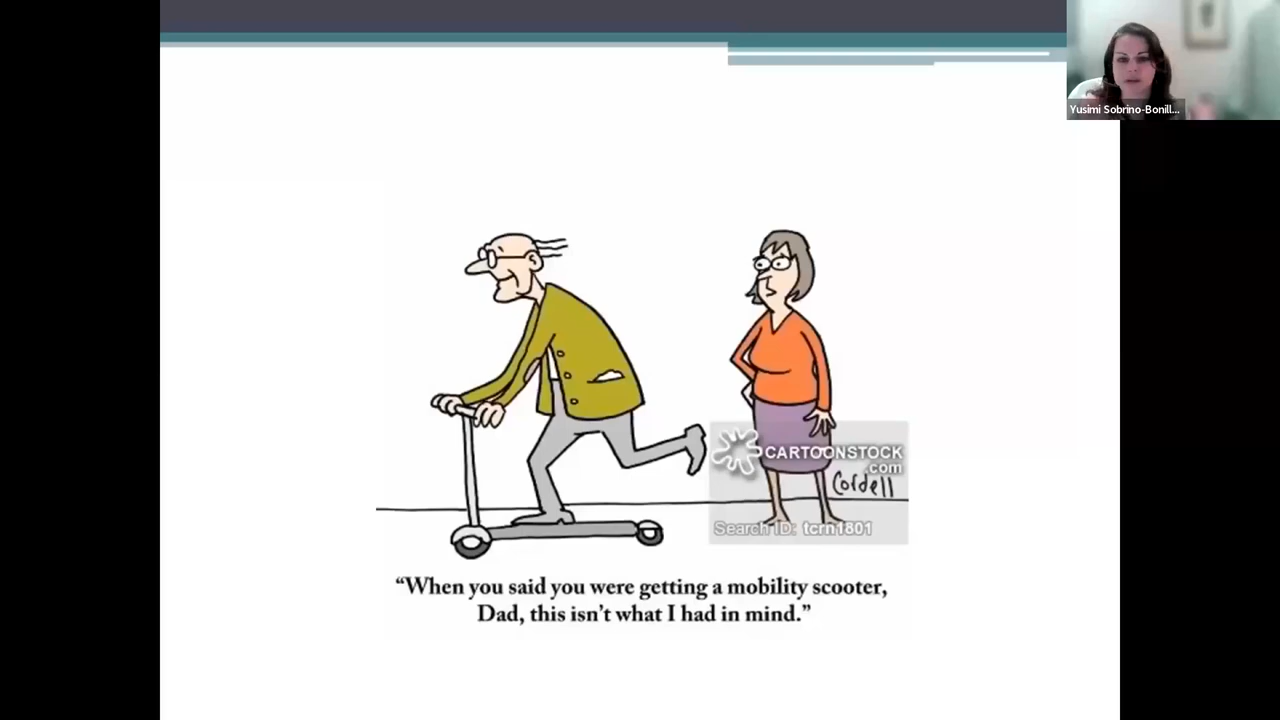 Yusimi Sobrino-Bonill...
CARTOONSTOCK
.com
Cordell
Search ID: tcrn1801
“When you said you were getting a mobility scooter,
Dad, this isn’t what I had in mind.”